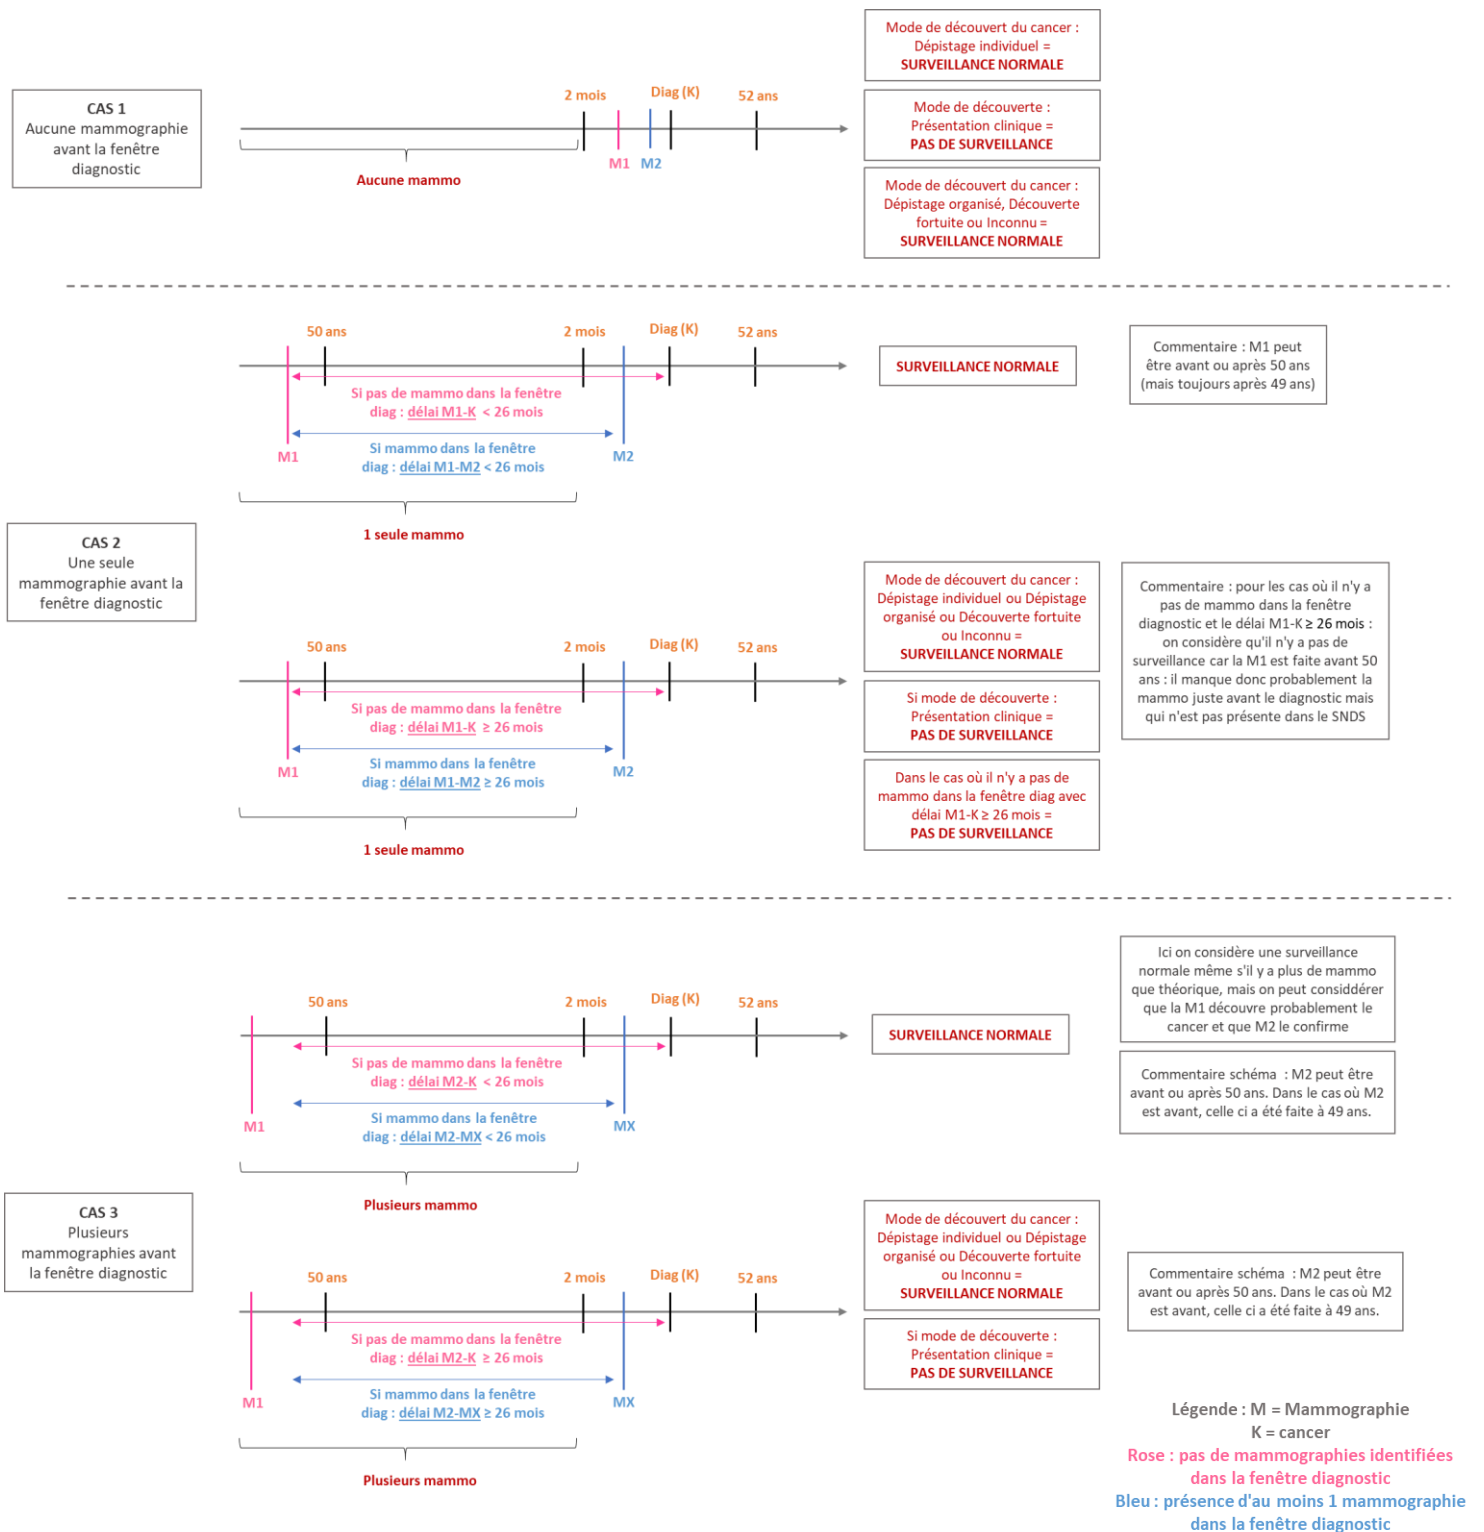 Mode de découvert du cancer :
Dépistage individuel =
SURVEILLANCE NORMALE
CAS 1
Aucune mammographie
avant la fenêtre
diagnostic
2 mois
Diag (K)
52 ans
M1
M2
Aucune mammo
Mode de découverte :
Présentation clinique =
PAS DE SURVEILLANCE
Mode de découvert du cancer :
Dépistage organisé, Découverte
fortuite ou Inconnu =
SURVEILLANCE NORMALE
CAS 2
Une seule
mammographie avant la
fenêtre diagnostic
50 ans
2 mois
Diag (K)
52 ans
Si pas de mammo dans la fenêtre
diag : délai M1-K < 26 mois
Si mammo dans la fenêtre
diag : délai M1-M2 < 26 mois
M1
M2
1 seule mammo
SURVEILLANCE NORMALE
Commentaire : M1 peut
être avant ou après 50 ans
(mais toujours après 49 ans)
50 ans
2 mois
Diag (K)
52 ans
Si pas de mammo dans la fenêtre
diag : délai M1-K ≥ 26 mois
Si mammo dans la fenêtre
diag : délai M1-M2 ≥ 26 mois
M1
M2
1 seule mammo
Mode de découvert du cancer :
Dépistage individuel ou Dépistage
organisé ou Découverte fortuite
ou Inconnu =
SURVEILLANCE NORMALE
Si mode de découverte :
Présentation clinique =
PAS DE SURVEILLANCE
Dans le cas où il n'y a pas de
mammo dans la fenêtre diag avec
délai M1-K ≥ 26 mois =
PAS DE SURVEILLANCE
Commentaire : pour les cas où il n'y a
pas de mammo dans la fenêtre
diagnostic et le délai M1-K ≥ 26 mois :
on considère qu'il n'y a pas de
surveillance car la M1 est faite avant 50
ans : il manque donc probablement la
mammo juste avant le diagnostic mais
qui n'est pas présente dans le SNDS
CAS 3
Plusieurs
mammographies avant
la fenêtre diagnostic
50 ans
2 mois
Diag (K)
52 ans
Si pas de mammo dans la fenêtre
diag : délai M2-K < 26 mois
Si mammo dans la fenêtre
diag : délai M2-MX < 26 mois
M1
MX
Plusieurs mammo
SURVEILLANCE NORMALE
Ici on considère une surveillance
normale même s'il y a plus de mammo
que théorique, mais on peut considdérer
que la M1 découvre probablement le
cancer et que M2 le confirme
Commentaire schéma : M2 peut être
avant ou après 50 ans. Dans le cas où M2
est avant, celle ci a été faite à 49 ans.
50 ans
2 mois
Diag (K)
52 ans
Si pas de mammo dans la fenêtre
diag : délai M2-K ≥ 26 mois
Si mammo dans la fenêtre
diag : délai M2-MX ≥ 26 mois
M1
MX
Plusieurs mammo
Mode de découvert du cancer :
Dépistage individuel ou Dépistage
organisé ou Découverte fortuite
ou Inconnu =
SURVEILLANCE NORMALE
Si mode de découverte :
Présentation clinique =
PAS DE SURVEILLANCE
Commentaire schéma : M2 peut être
avant ou après 50 ans. Dans le cas où M2
est avant, celle ci a été faite à 49 ans.
Légende : M = Mammographie
K = cancer
Rose : pas de mammographies identifiées
dans la fenêtre diagnostic
Bleu : présence d'au moins 1 mammographie
dans la fenêtre diagnostic